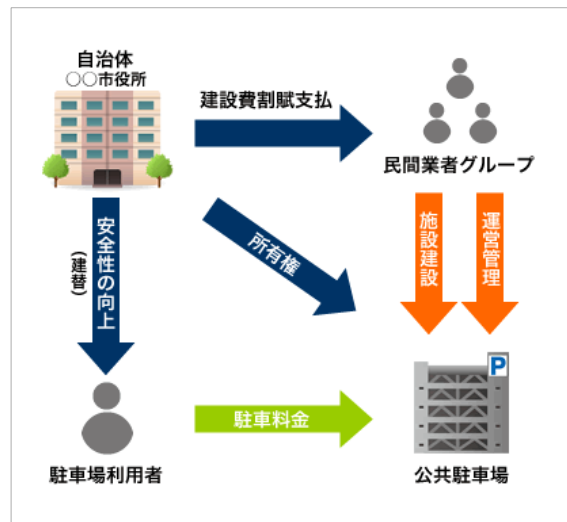 自治体
○○市役所
建設費割賦支払
民間業者グループ
安全性の向上
(建替)
所有権
施設建設
運営管理
P
駐車料金
駐車場利用者
公共駐車場